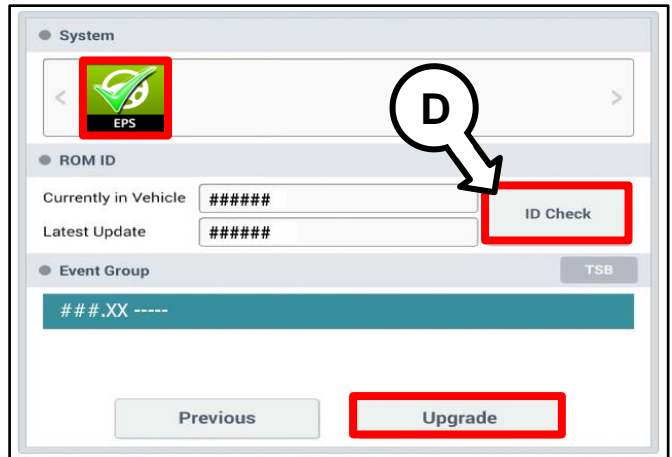 System
<
EPS
D
>
ROM ID
Currently in Vehicle ######
ID Check
Latest Update ######
Event Group TSB
###.XX -----
Previous Upgrade